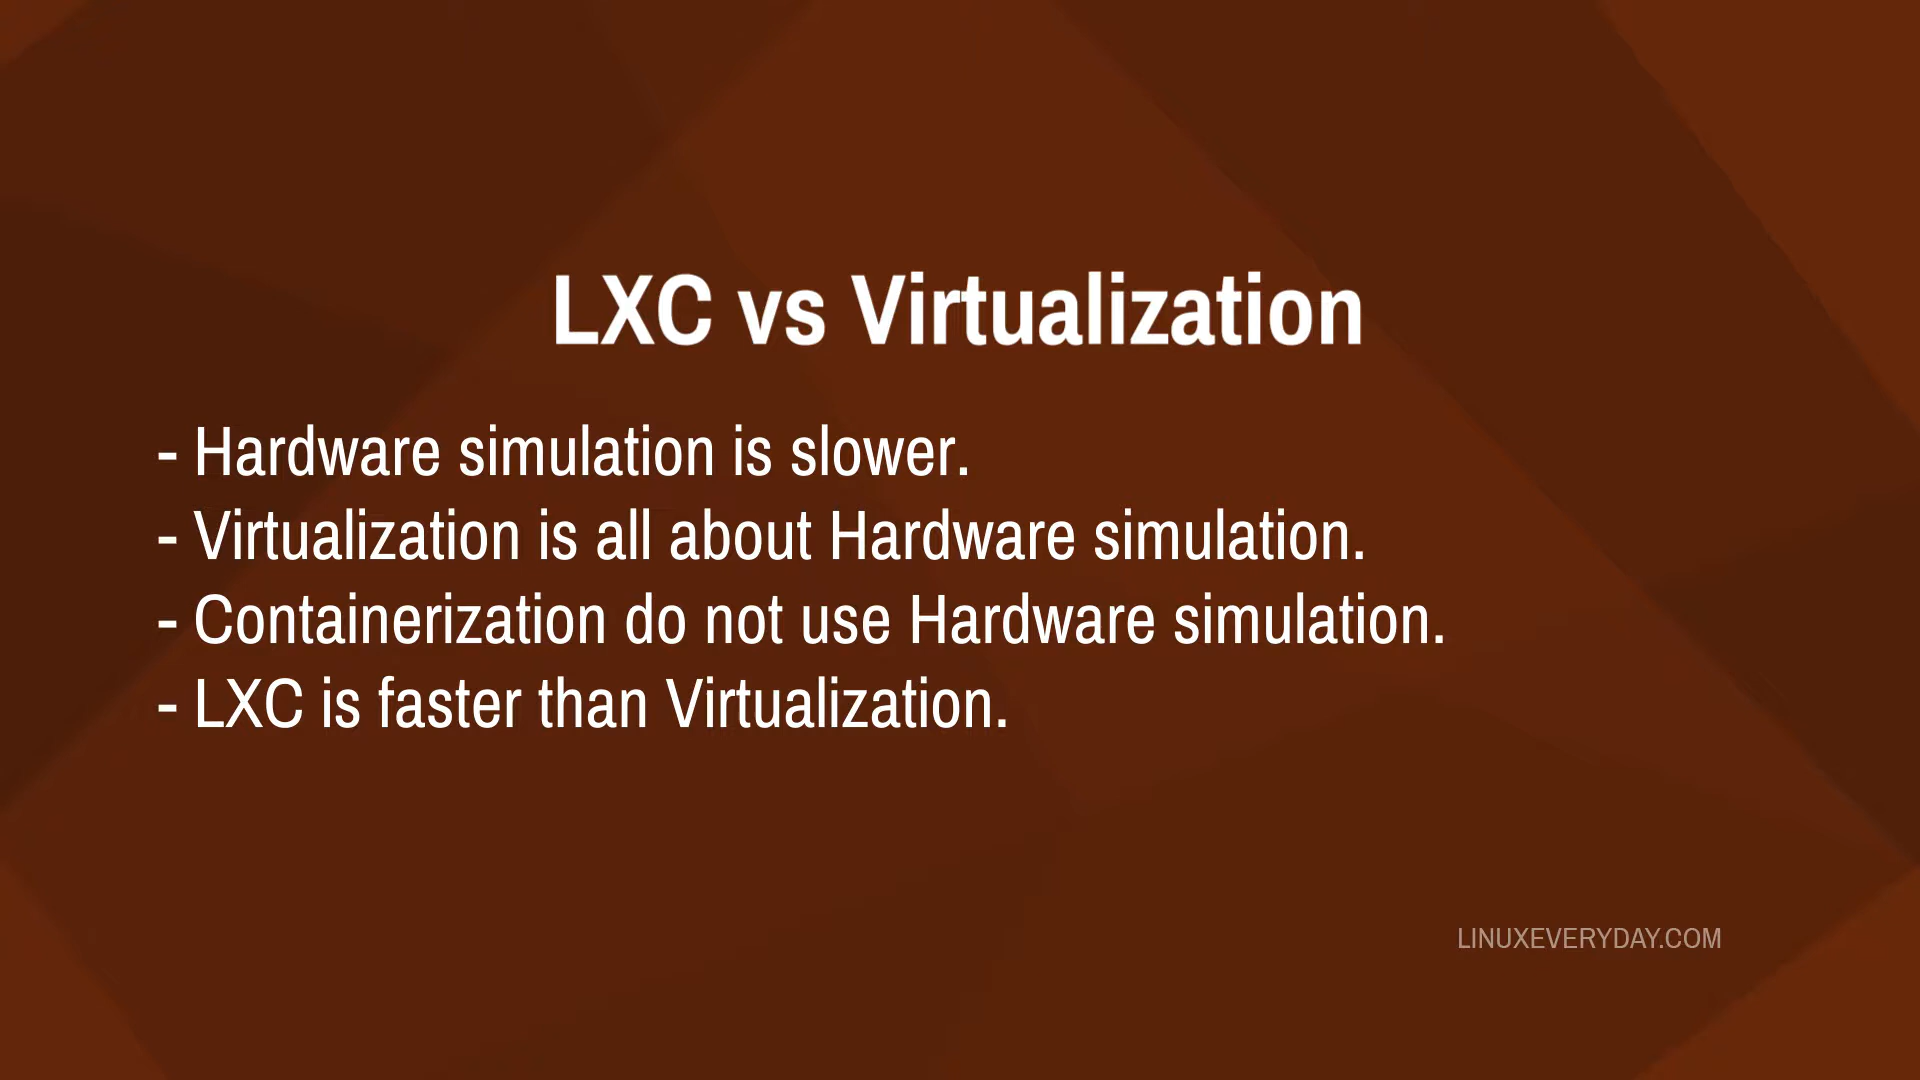 LXC vs Virtualization
- Hardware simulation is slower.
- Virtualization is all about Hardware simulation.
- Containerization do not use Hardware simulation.
- LXC is faster than Virtualization.
LINUXEVERYDAY.COM